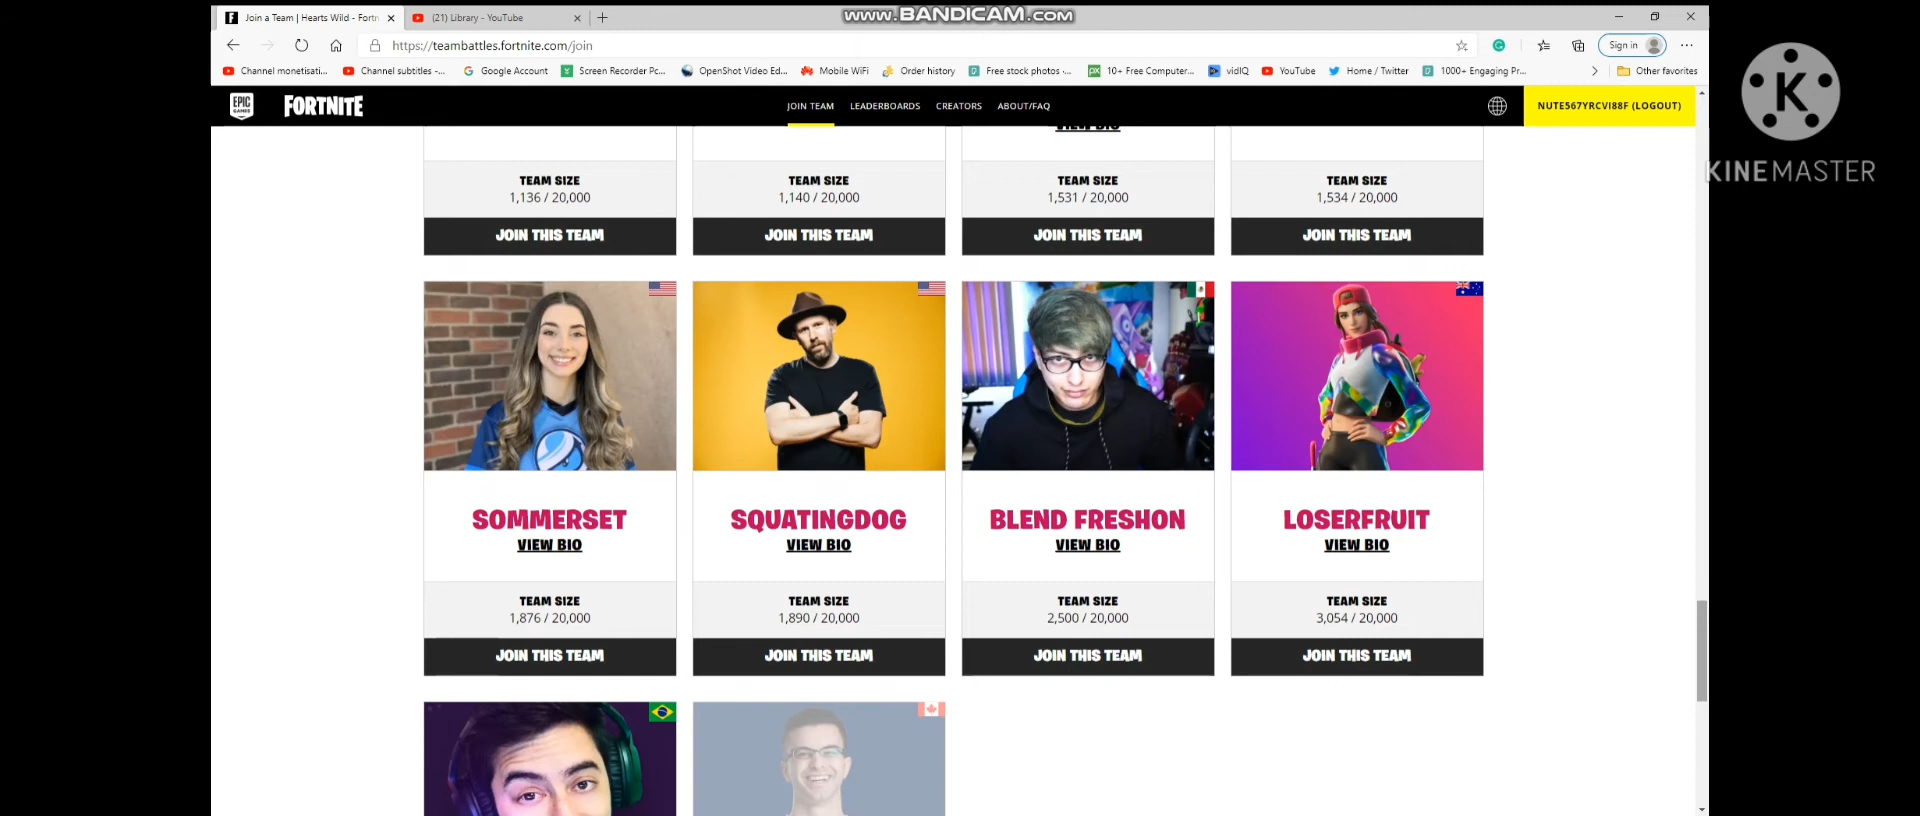 Join a Team | Hearts Wild - Fortn
(21) Library - YouTube
WWW.BANDICAM.COM
https://teambattles.fortnite.com/join
Sign in
Channel monetisati...
Channel subtitles -...
Google Account
Screen Recorder Pc...
OpenShot Video Ed...
Mobile WiFi
Order history
Free stock photos ·...
10+ Free Computer...
vidIQ
YouTube
Home / Twitter
1000+ Engaging Pr...
Other favorites
EPIC GAMES
FORTNITE
JOIN TEAM
LEADERBOARDS
CREATORS
ABOUT/FAQ
NUTE567YRCVI88F (LOGOUT)
K
KINEMASTER
VIEW BIO
TEAM SIZE
1,136 / 20,000
JOIN THIS TEAM
TEAM SIZE
1,140 / 20,000
JOIN THIS TEAM
TEAM SIZE
1,531 / 20,000
JOIN THIS TEAM
TEAM SIZE
1,534 / 20,000
JOIN THIS TEAM
SOMMERSET
VIEW BIO
TEAM SIZE
1,876 / 20,000
JOIN THIS TEAM
SQUATINGDOG
VIEW BIO
TEAM SIZE
1,890 / 20,000
JOIN THIS TEAM
BLEND FRESHON
VIEW BIO
TEAM SIZE
2,500 / 20,000
JOIN THIS TEAM
LOSERFRUIT
VIEW BIO
TEAM SIZE
3,054 / 20,000
JOIN THIS TEAM